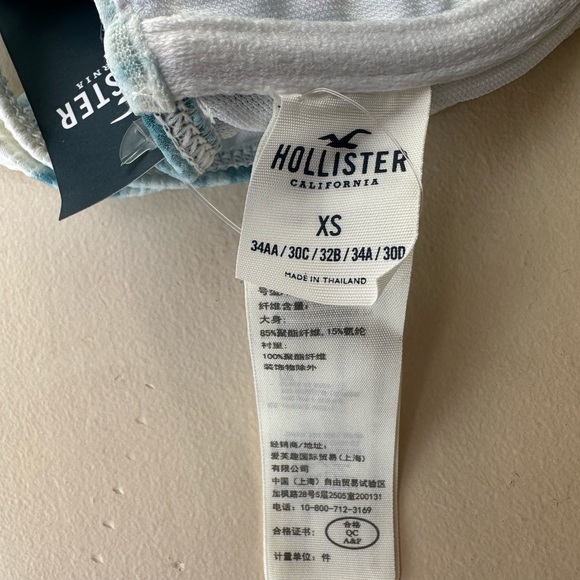 HOLLISTER
CALIFORNIA
XS
34AA / 30C / 32B / 34A / 30D
MADE IN THAILAND
纤维含量:
大身:
85%聚酯纤维, 15%氨纶
衬里:
100%聚酯纤维
装饰物除外
经销商/地址:
爱芙趣国际贸易(上海)
有限公司
中国(上海)自由贸易试验区
加枫路28号5层2505室200131
电话: 10-800-712-3169
合格证书:
合格
QC
A&F
计量单位: 件